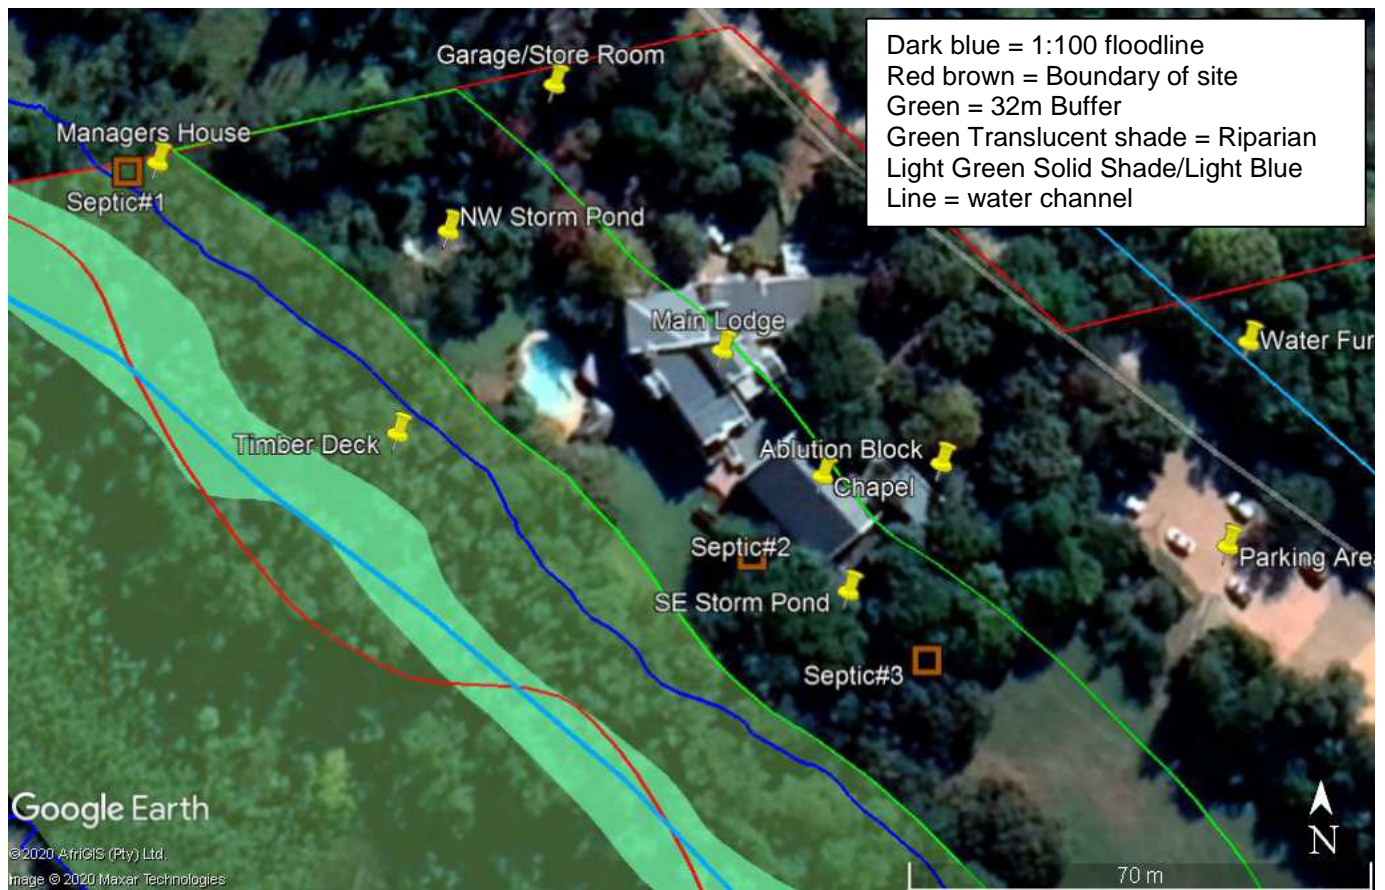 Dark blue = 1:100 floodline
Red brown = Boundary of site
Green = 32m Buffer
Green Translucent shade = Riparian
Light Green Solid Shade/Light Blue
Line = water channel
Garage/Store Room
Managers House
Septic#1
NW Storm Pond
Main Lodge
Water Fur
Timber Deck
Ablution Block
Chapel
Septic#2
Parking Area
SE Storm Pond
Septic#3
Google Earth
N
© 2020 AfriGIS (Pty) Ltd.
mage © 2020 Maxar Technologies
70 m